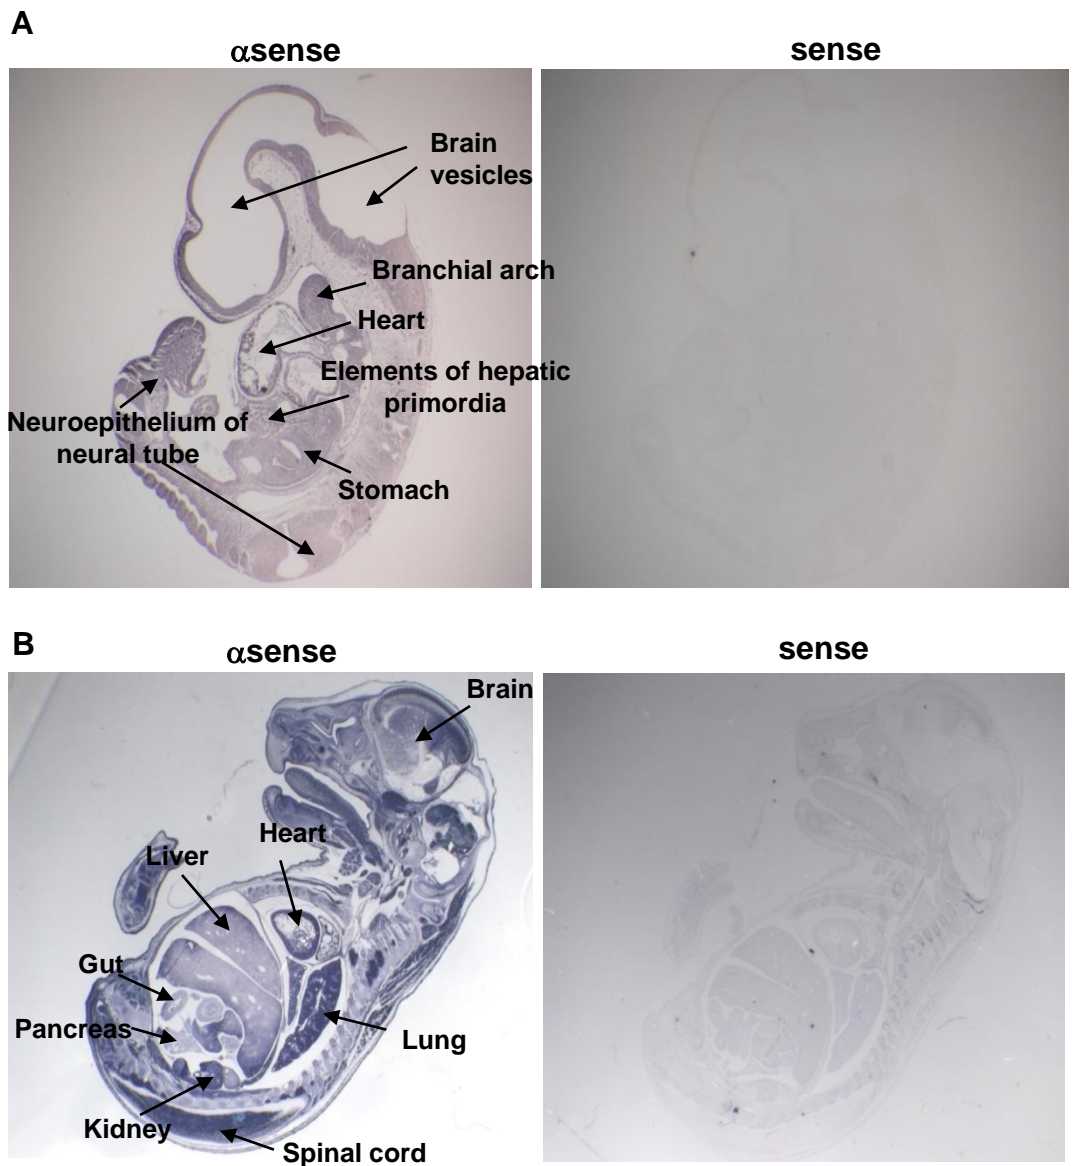 A
αsense
sense
Brain
vesicles
Branchial arch
Heart
Elements of hepatic
primordia
Neuroepithelium of
neural tube
Stomach
B
αsense
sense
Brain
Heart
Liver
Gut
Pancreas
Lung
Kidney
Spinal cord